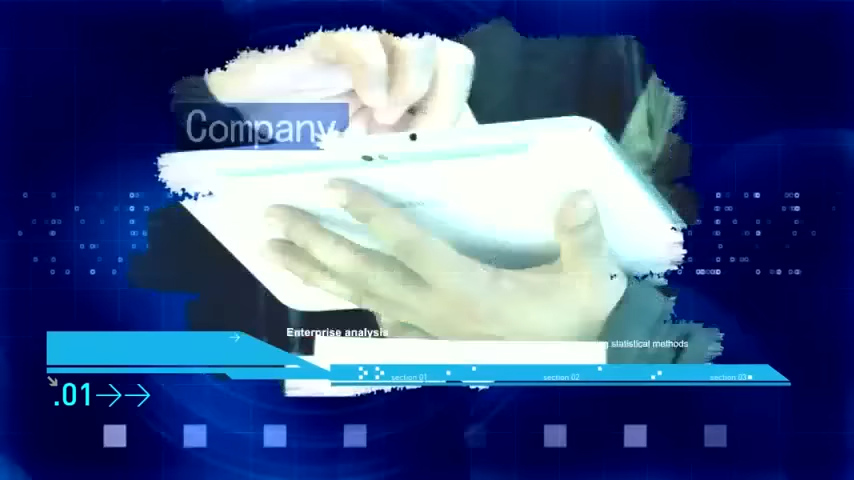 Company
Enterprise analysis
statistical methods
section 01
section 02
section 03
.01